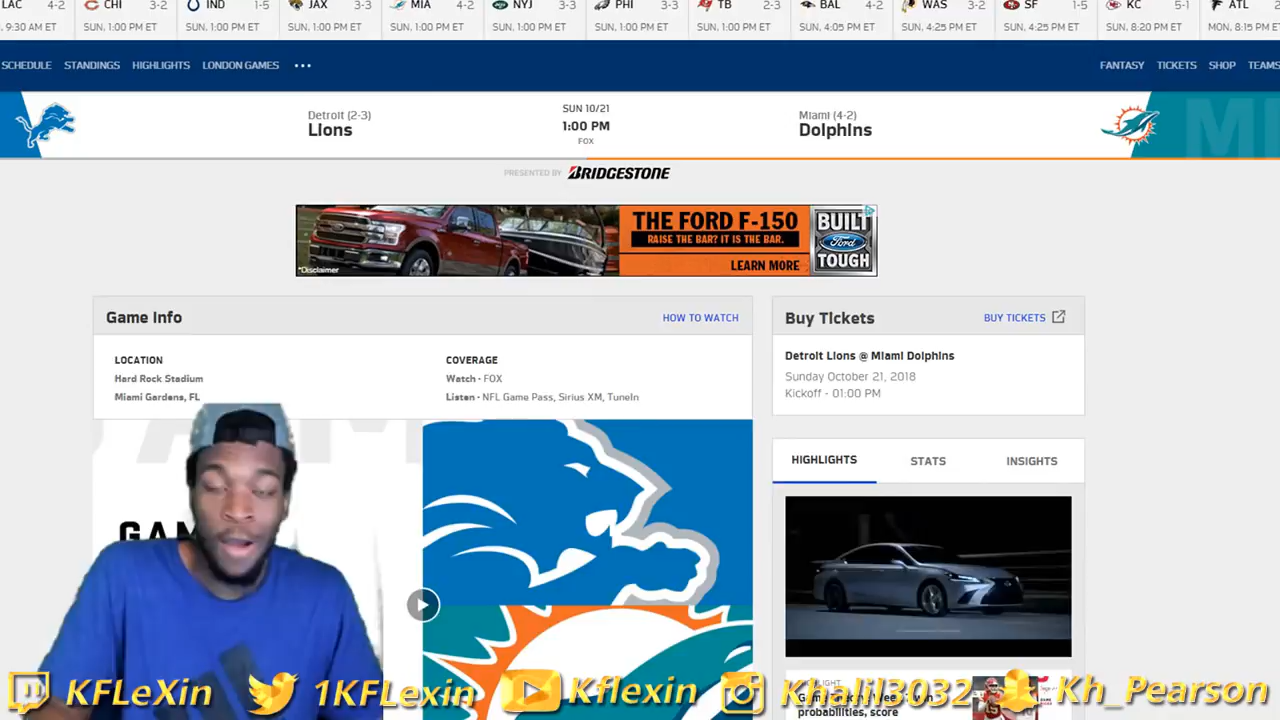 LAC 4-2 CHI 3-2 IND 1-5 JAX 3-3 MIA 4-2 NYJ 3-3 PHI 3-3 TB 2-3 BAL 4-2 WAS 3-2 SF 1-5 KC 5-1 ATL
, 9:30 AM ET SUN, 1:00 PM ET SUN, 1:00 PM ET SUN, 1:00 PM ET SUN, 1:00 PM ET SUN, 1:00 PM ET SUN, 1:00 PM ET SUN, 1:00 PM ET SUN, 4:05 PM ET SUN, 4:25 PM ET SUN, 4:25 PM ET SUN, 8:20 PM ET MON, 8:15 PM ET
SCHEDULE STANDINGS HIGHLIGHTS LONDON GAMES ••• FANTASY TICKETS SHOP TEAMS
Detroit (2-3)
Lions
SUN 10/21
1:00 PM
FOX
Miami (4-2)
Dolphins
MI
PRESENTED BY BRIDGESTONE
THE FORD F-150
RAISE THE BAR? IT IS THE BAR.
LEARN MORE
*Disclaimer
BUILT
Ford
TOUGH
Game Info HOW TO WATCH
LOCATION
Hard Rock Stadium
Miami Gardens, FL
COVERAGE
Watch • FOX
Listen • NFL Game Pass, Sirius XM, TuneIn
Buy Tickets BUY TICKETS
Detroit Lions @ Miami Dolphins
Sunday October 21, 2018
Kickoff - 01:00 PM
HIGHLIGHTS STATS INSIGHTS
GAM
probabilities, score
KFLeXin 1KFLexin Kflexin Khalil3032 Kh_Pearson